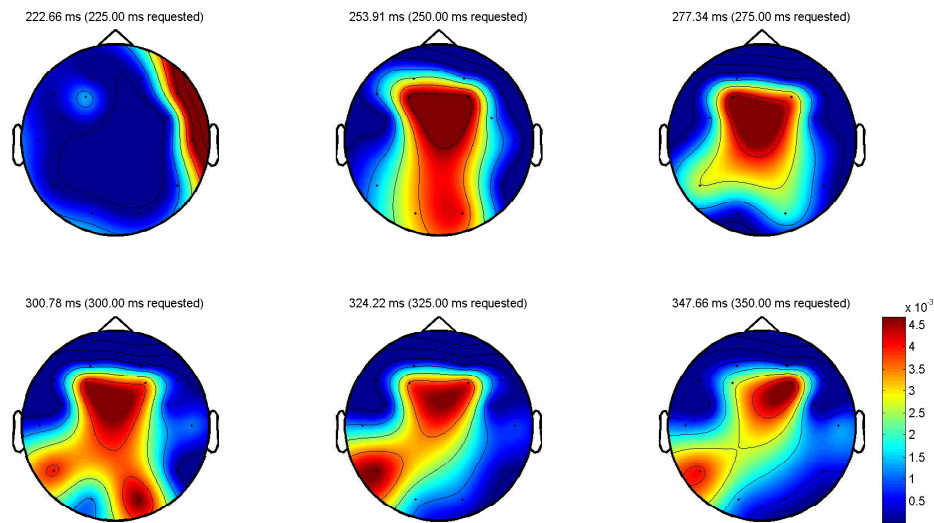 222.66 ms (225.00 ms requested)
253.91 ms (250.00 ms requested)
277.34 ms (275.00 ms requested)
300.78 ms (300.00 ms requested)
324.22 ms (325.00 ms requested)
347.66 ms (350.00 ms requested)
x 10⁻³
4.5
4
3.5
3
2.5
2
1.5
1
0.5